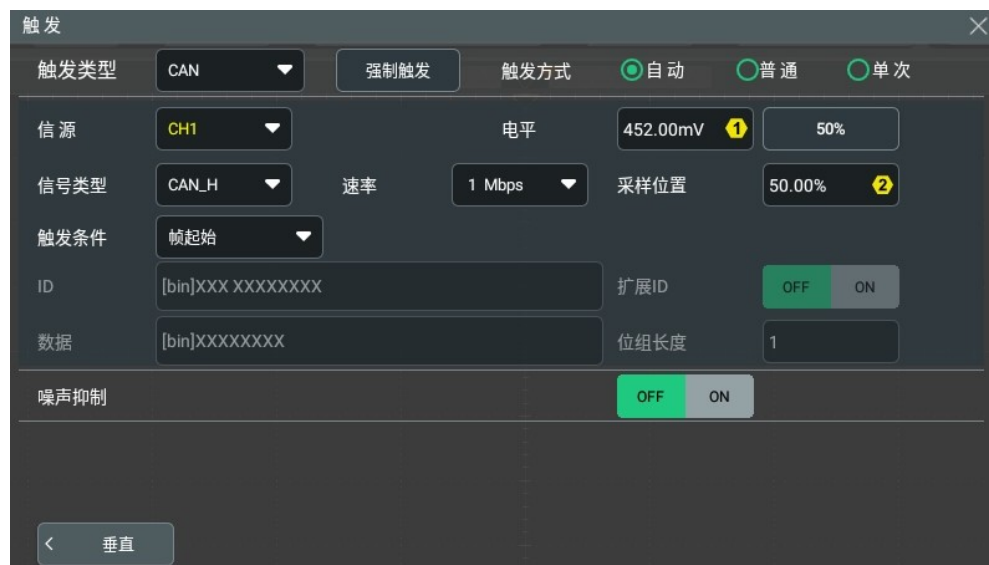 触发
触发类型 CAN 强制触发 触发方式 自动 普通 单次
信源 CH1 电平 452.00mV 1 50%
信号类型 CAN_H 速率 1 Mbps 采样位置 50.00% 2
触发条件 帧起始
ID [bin]XXX XXXXXXXX 扩展ID OFF ON
数据 [bin]XXXXXXXX 位组长度 1
噪声抑制 OFF ON
垂直